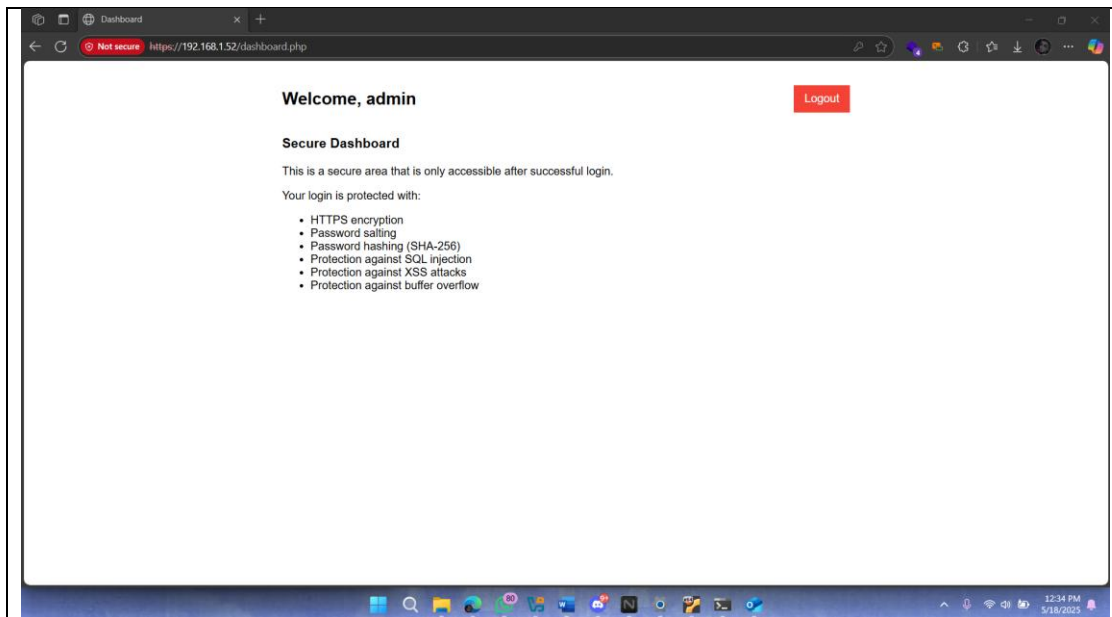 Dashboard
Not secure https://192.168.1.52/dashboard.php
Welcome, admin
Logout
Secure Dashboard
This is a secure area that is only accessible after successful login.
Your login is protected with:
• HTTPS encryption
• Password salting
• Password hashing (SHA-256)
• Protection against SQL injection
• Protection against XSS attacks
• Protection against buffer overflow
80
12:34 PM
5/18/2025